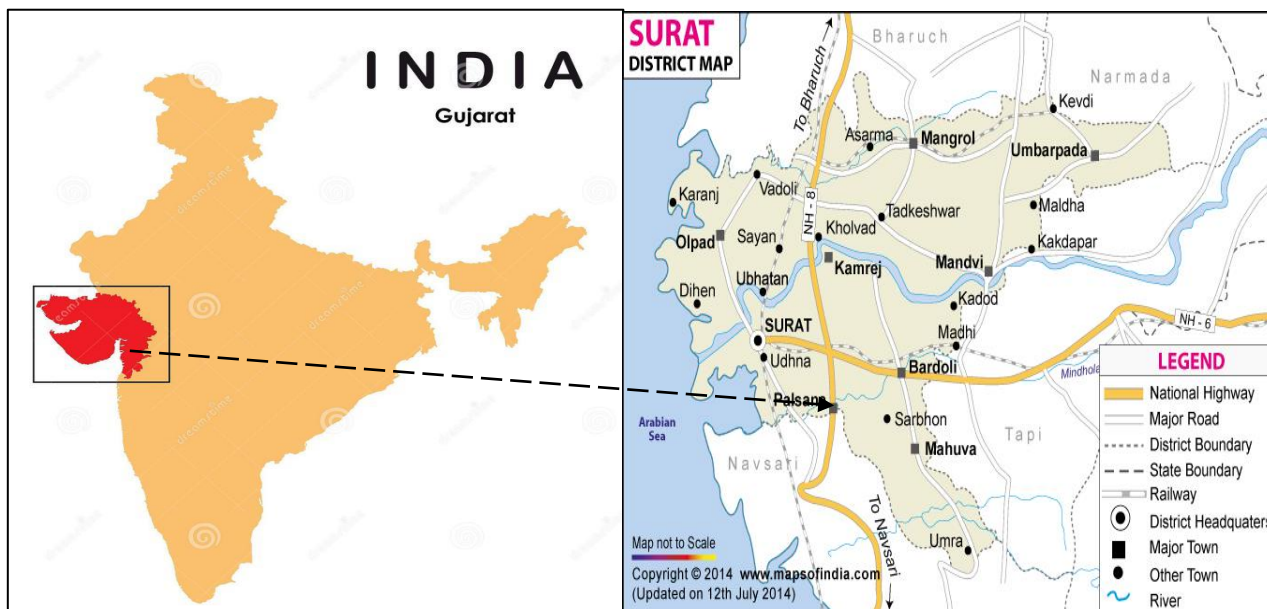 INDIA
Gujarat
SURAT
DISTRICT MAP
To Bharuch
Bharuch
Narmada
Kevdi
Asarma
Mangrol
Umbarpada
Karanj
Vadoli
NH - 8
Tadkeshwar
Maldha
Olpad
Sayan
Kholvad
Kakdapar
Kamrej
Mandvi
Ubhatan
Dihen
Kadod
SURAT
Madhi
NH - 6
Udhna
Bardoli
Mindhola
Palsana
Sarbhon
Arabian
Sea
Tapi
Navsari
Mahuva
To Navsari
Umra
LEGEND
National Highway
Major Road
District Boundary
State Boundary
Railway
District Headquaters
Major Town
Other Town
River
Map not to Scale
Copyright © 2014 www.mapsofindia.com
(Updated on 12th July 2014)
dreamstime